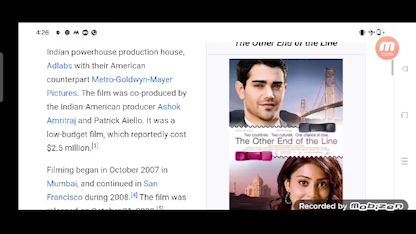 4:26
The Other End of the Line
Indian powerhouse production house,
Adlabs with their American
counterpart Metro-Goldwyn-Mayer
Pictures. The film was co-produced by
the Indian-American producer Ashok
Amritraj and Patrick Aiello. It was a
low-budget film, which reportedly cost
$2.5 million.[1]
Filming began in October 2007 in
Mumbai, and continued in San
Francisco during 2008.[4] The film was
Two countries. Two cultures. One chance at love.
The Other End of the Line
Recorded by Mobizen